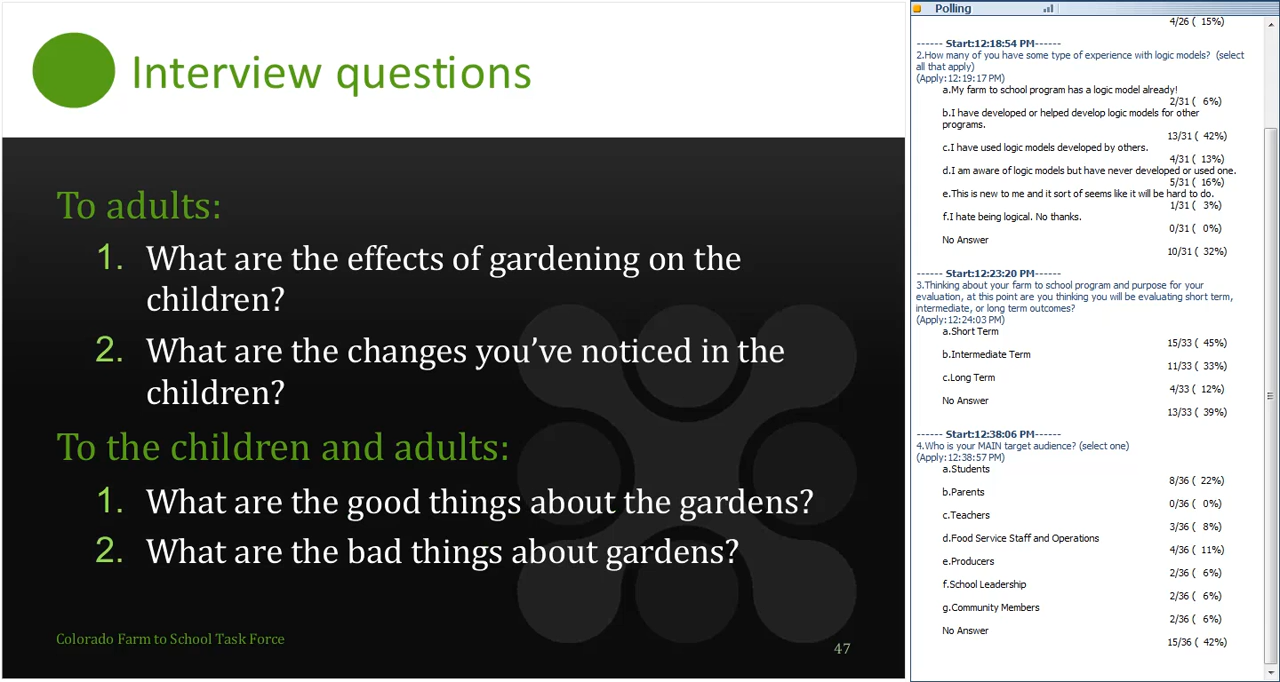 Interview questions
To adults:
1. What are the effects of gardening on the
children?
2. What are the changes you’ve noticed in the
children?
To the children and adults:
1. What are the good things about the gardens?
2. What are the bad things about gardens?
Colorado Farm to School Task Force
47
Polling
4/26 ( 15%)
------ Start:12:18:54 PM------
2.How many of you have some type of experience with logic models? (select
all that apply)
(Apply:12:19:17 PM)
a.My farm to school program has a logic model already!
2/31 ( 6%)
b.I have developed or helped develop logic models for other
programs.
13/31 ( 42%)
c.I have used logic models developed by others.
4/31 ( 13%)
d.I am aware of logic models but have never developed or used one.
5/31 ( 16%)
e.This is new to me and it sort of seems like it will be hard to do.
1/31 ( 3%)
f.I hate being logical. No thanks.
0/31 ( 0%)
No Answer
10/31 ( 32%)
------ Start:12:23:20 PM------
3.Thinking about your farm to school program and purpose for your
evaluation, at this point are you thinking you will be evaluating short term,
intermediate, or long term outcomes?
(Apply:12:24:03 PM)
a.Short Term
15/33 ( 45%)
b.Intermediate Term
11/33 ( 33%)
c.Long Term
4/33 ( 12%)
No Answer
13/33 ( 39%)
------ Start:12:38:06 PM------
4.Who is your MAIN target audience? (select one)
(Apply:12:38:57 PM)
a.Students
8/36 ( 22%)
b.Parents
0/36 ( 0%)
c.Teachers
3/36 ( 8%)
d.Food Service Staff and Operations
4/36 ( 11%)
e.Producers
2/36 ( 6%)
f.School Leadership
2/36 ( 6%)
g.Community Members
2/36 ( 6%)
No Answer
15/36 ( 42%)